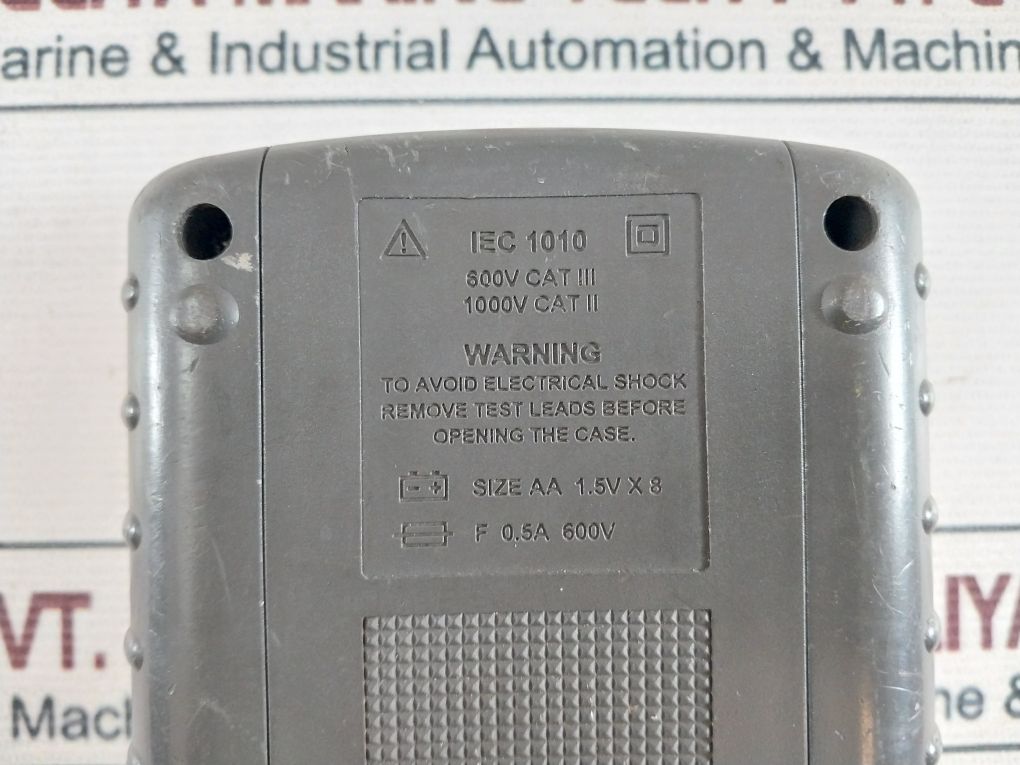 arine & Industrial Automation & Machin
IEC 1010
600V CAT III
1000V CAT II
WARNING
TO AVOID ELECTRICAL SHOCK
REMOVE TEST LEADS BEFORE
OPENING THE CASE.
SIZE AA 1.5V X 8
F 0.5A 600V
VT.
IYA
Mach
ne &